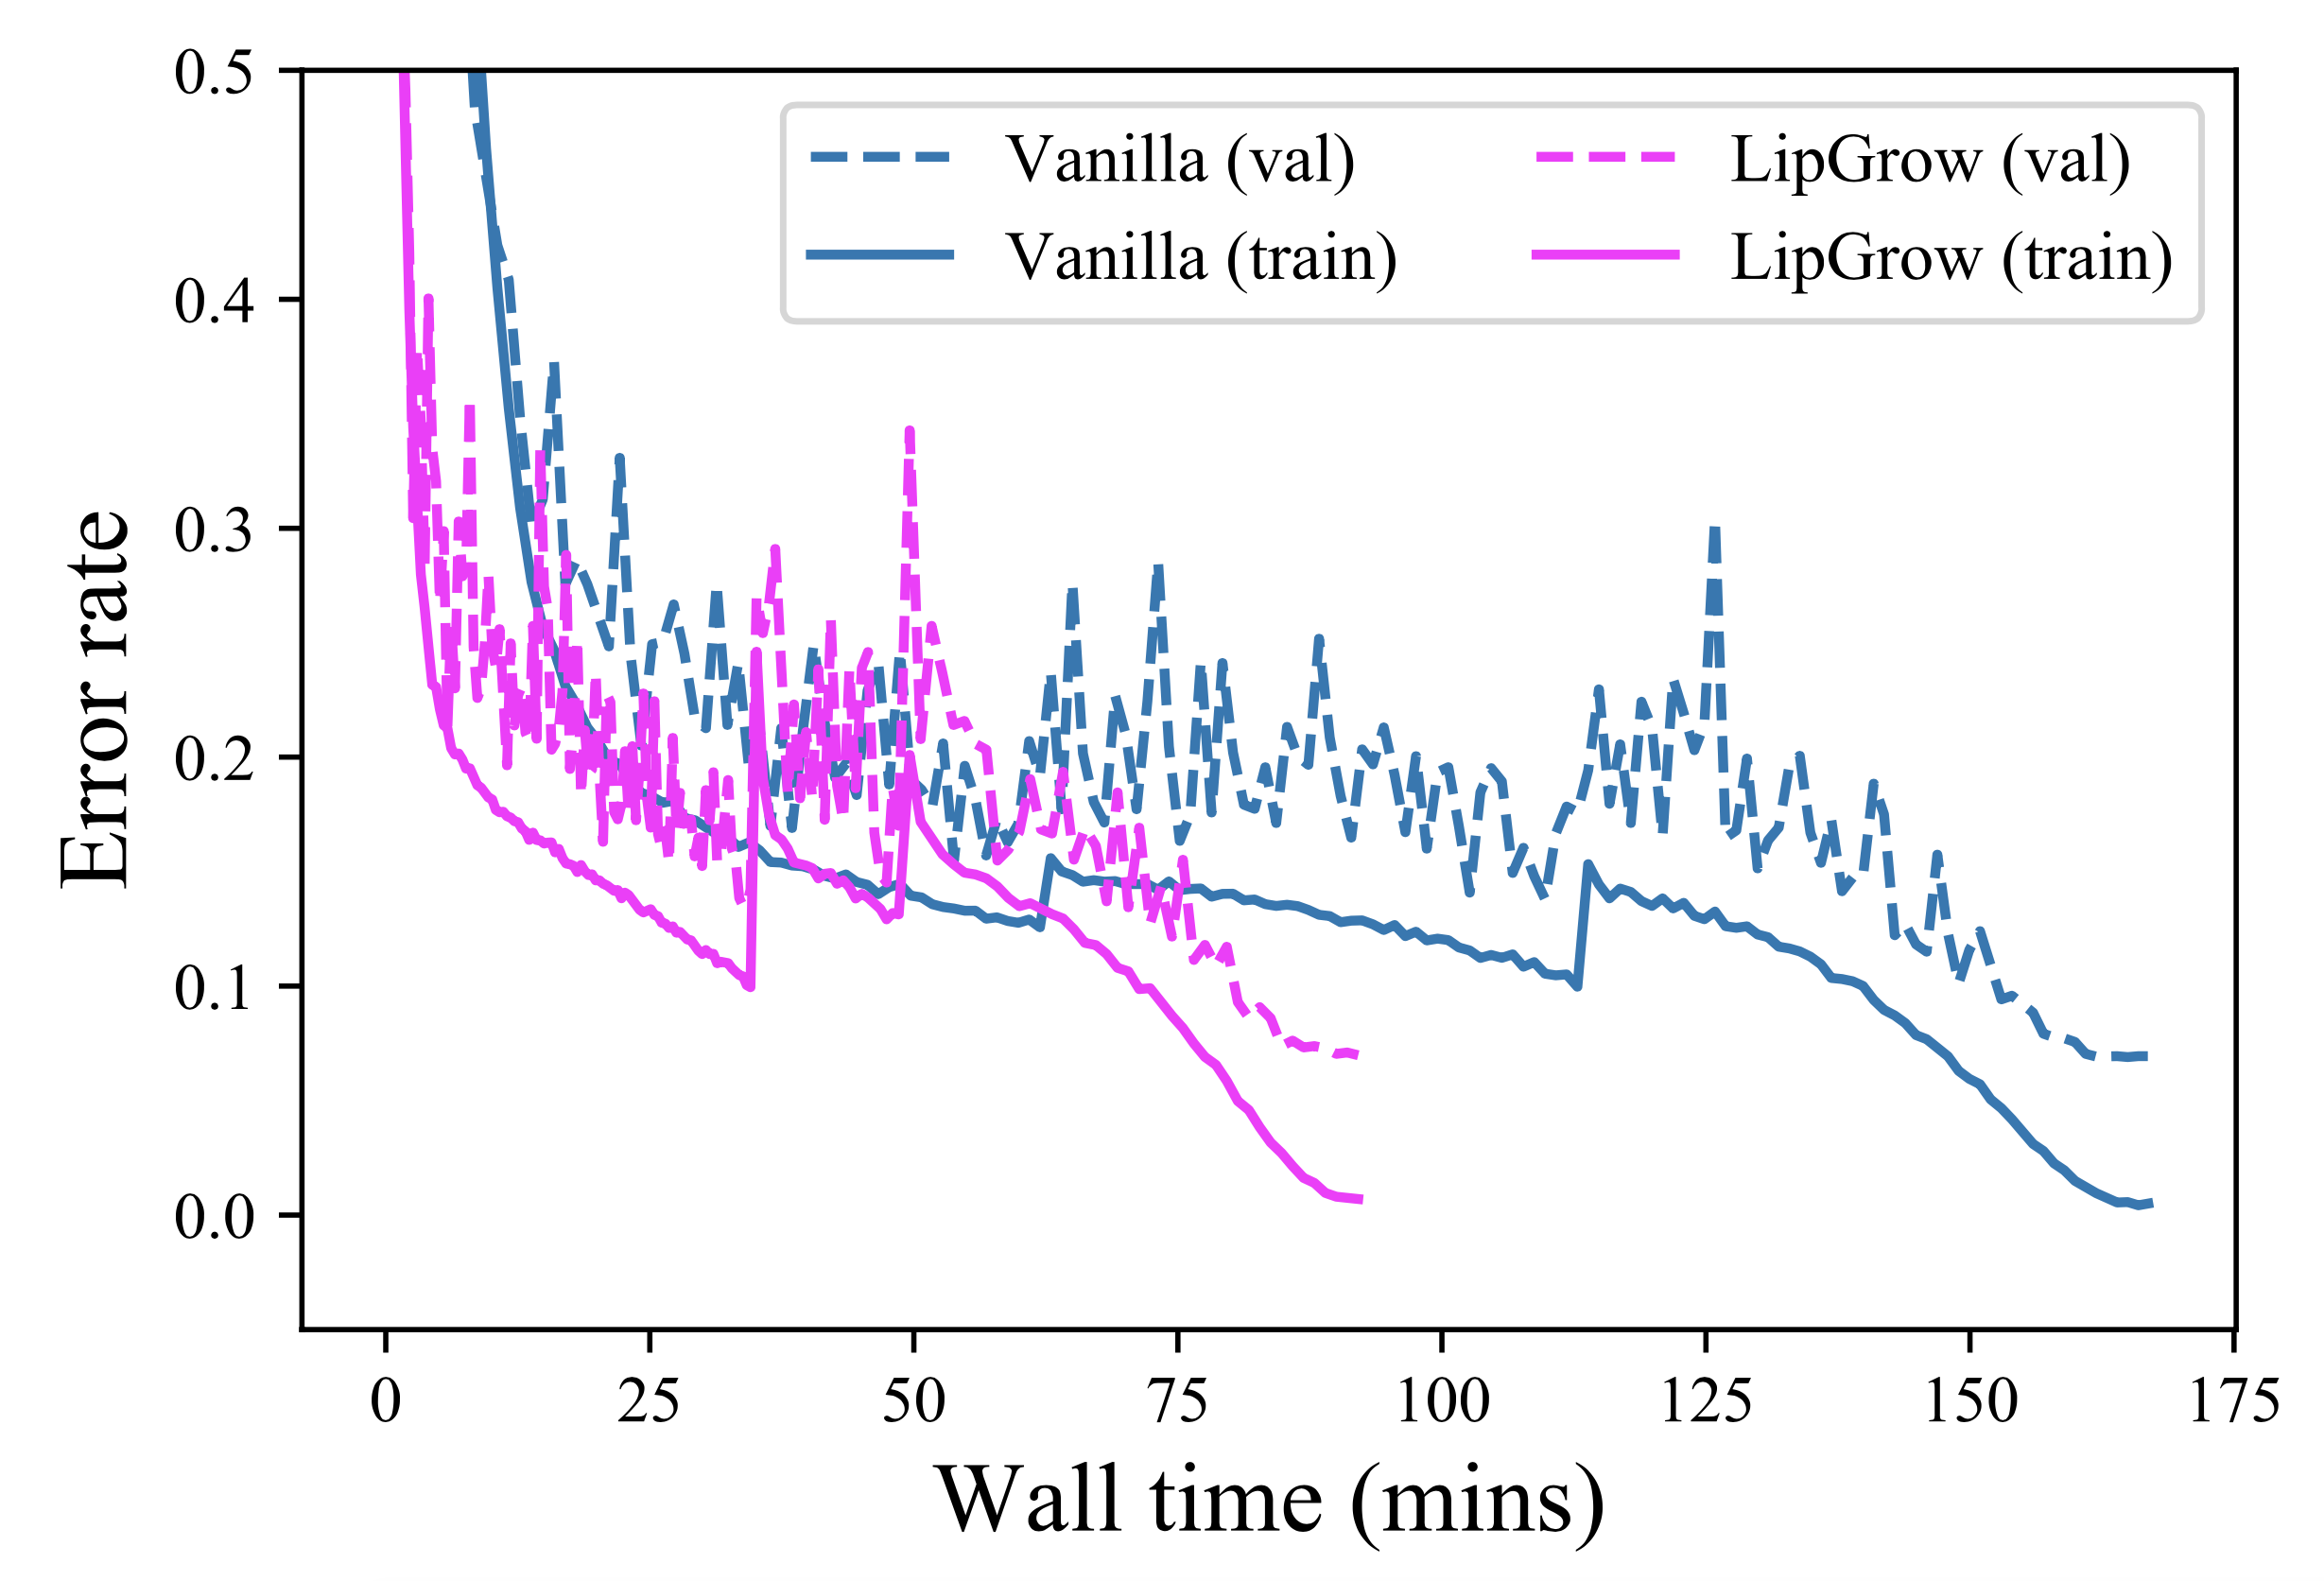 0.5
0.4
0.3
0.2
0.1
0.0
Error rate
Vanilla (val)
Vanilla (train)
LipGrow (val)
LipGrow (train)
0 25 50 75 100 125 150 175
Wall time (mins)